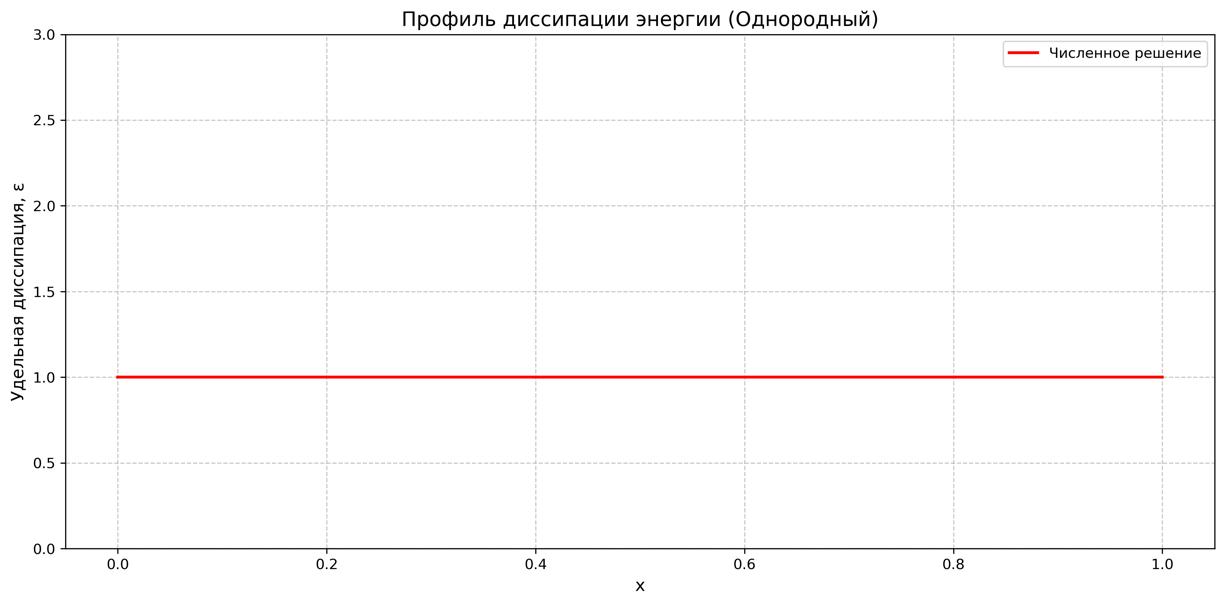 Профиль диссипации энергии (Однородный)
Численное решение
Удельная диссипация, ε
3.0
2.5
2.0
1.5
1.0
0.5
0.0
0.0 0.2 0.4 0.6 0.8 1.0
x